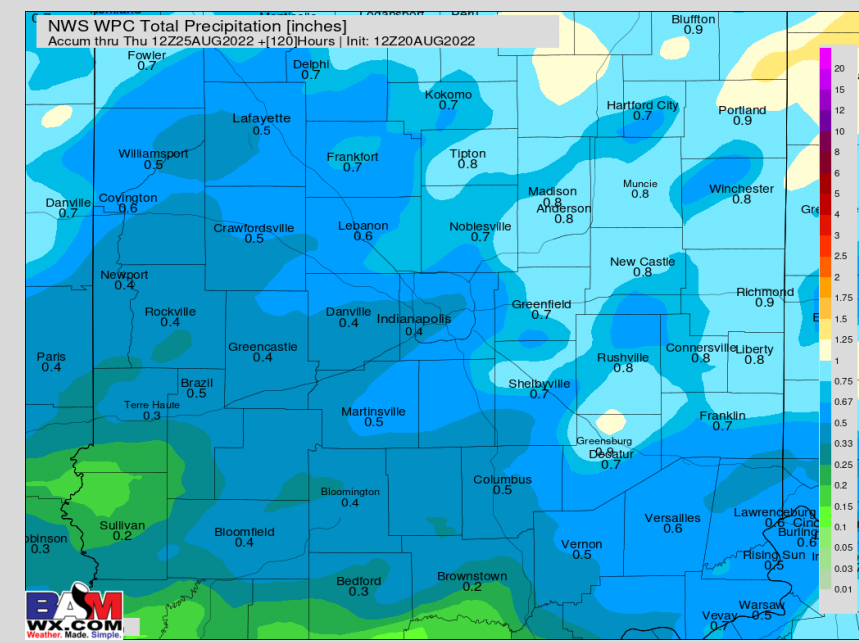 NWS WPC Total Precipitation [inches]
Accum thru Thu 12Z25AUG2022 +[120]Hours | Init: 12Z20AUG2022
Bluffton
0.9
Fowler
0.7
Delphi
0.7
Kokomo
0.7
Hartford City
0.7
Portland
0.9
Lafayette
0.5
Williamsport
0.5
Frankfort
0.7
Tipton
0.8
Muncie
0.8
Winchester
0.8
Danville
0.7
Covington
0.6
Madison
0.8
Anderson
0.8
Crawfordsville
0.5
Lebanon
0.6
Noblesville
0.7
New Castle
0.8
Newport
0.4
Richmond
0.9
Rockville
0.4
Danville
0.4
Indianapolis
0.4
Greenfield
0.7
Paris
0.4
Greencastle
0.4
Rushville
0.8
Connersville
0.8
Liberty
0.8
Brazil
0.5
Shelbyville
0.7
Terre Haute
0.3
Martinsville
0.5
Franklin
0.7
Greensburg
0.9
Decatur
0.7
Columbus
0.5
Bloomington
0.4
Sullivan
0.2
Bloomfield
0.4
Versailles
0.6
Lawrenceburg
0.6
Cinc
Burling
0.6
obinson
0.3
Vernon
0.5
Rising Sun
0.5
Bedford
0.3
Brownstown
0.2
Warsaw
0.5
Vevay
0.7
20
15
12
10
8
6
5
4
3
2.5
2
1.75
1.5
1.25
1
0.75
0.67
0.5
0.33
0.25
0.2
0.15
0.1
0.05
0.03
0.01
BAM
WX.COM
Weather. Made. Simple.